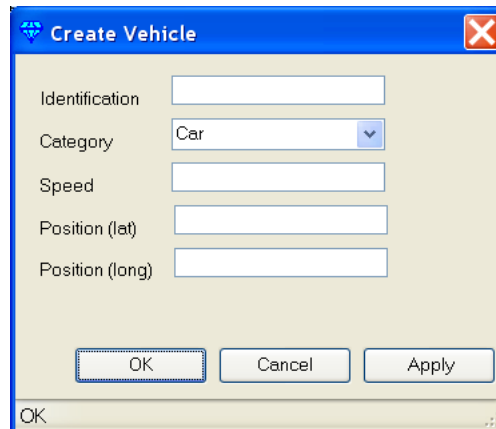 Create Vehicle
Identification
Category Car
Speed
Position (lat)
Position (long)
OK Cancel Apply
OK